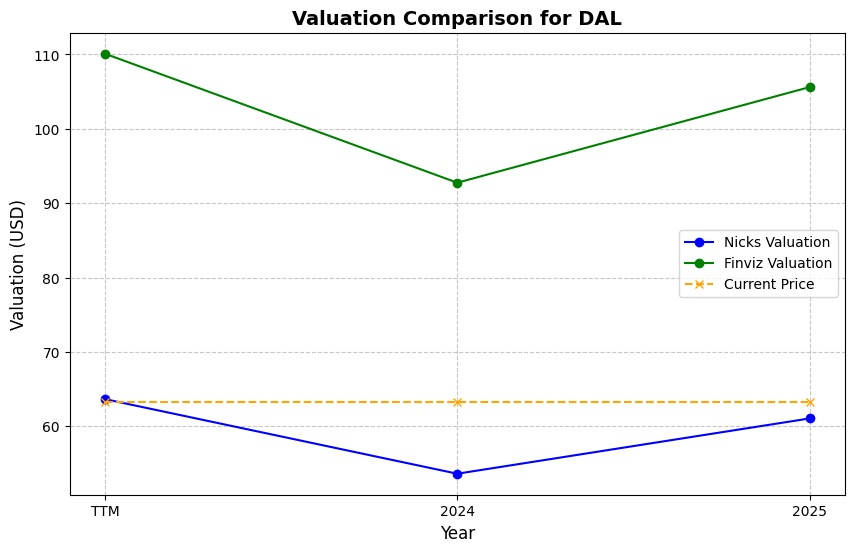 Valuation Comparison for DAL
Valuation (USD)
110
100
90
80
70
60
Nicks Valuation
Finviz Valuation
Current Price
TTM
2024
2025
Year